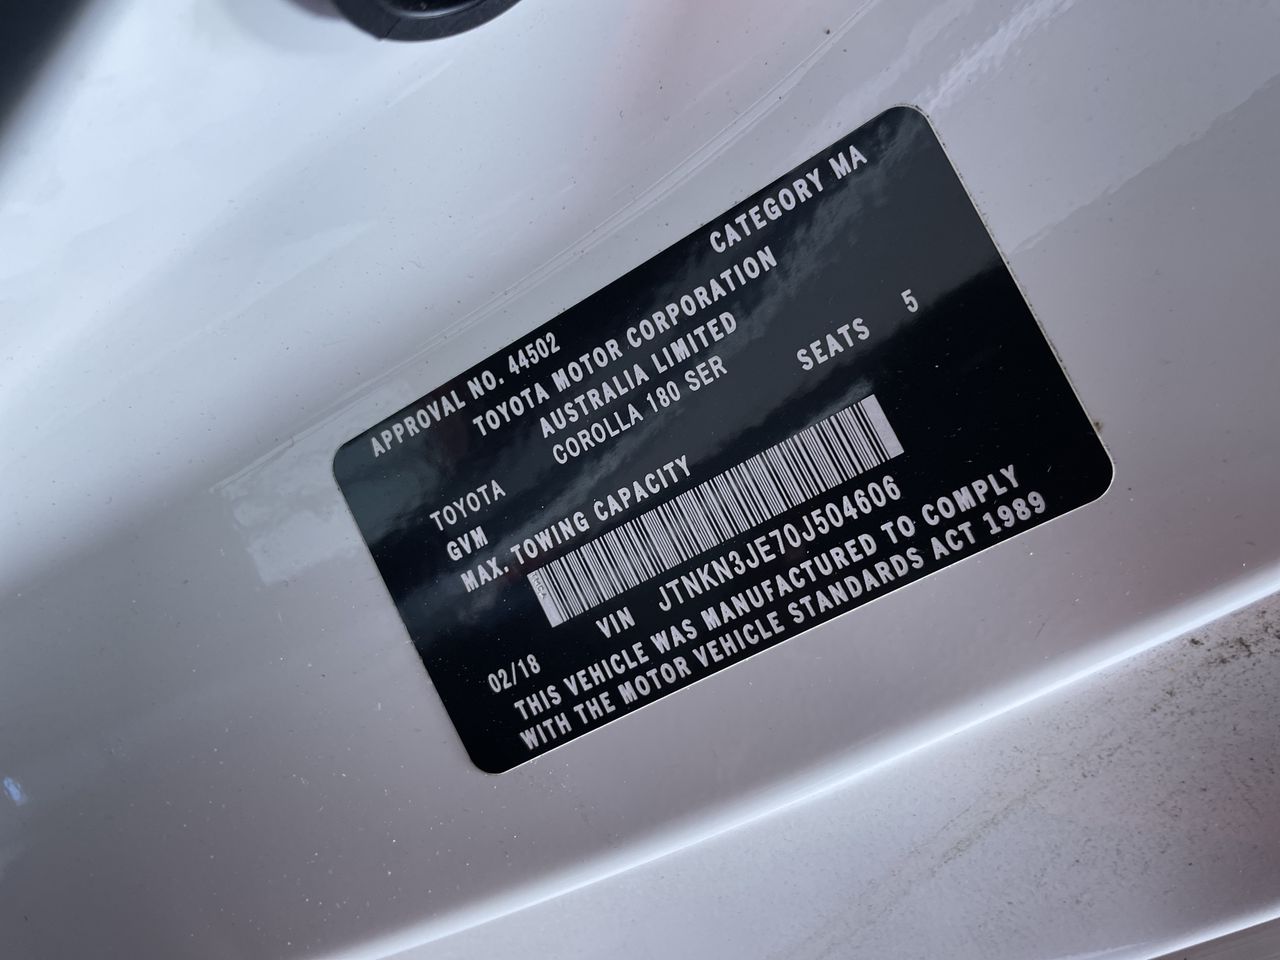 APPROVAL NO. 44502 CATEGORY MA
TOYOTA MOTOR CORPORATION
AUSTRALIA LIMITED
TOYOTA COROLLA 180 SER SEATS 5
GVM
MAX. TOWING CAPACITY
02/18 VIN JTNKN3JE70J504606
THIS VEHICLE WAS MANUFACTURED TO COMPLY
WITH THE MOTOR VEHICLE STANDARDS ACT 1989